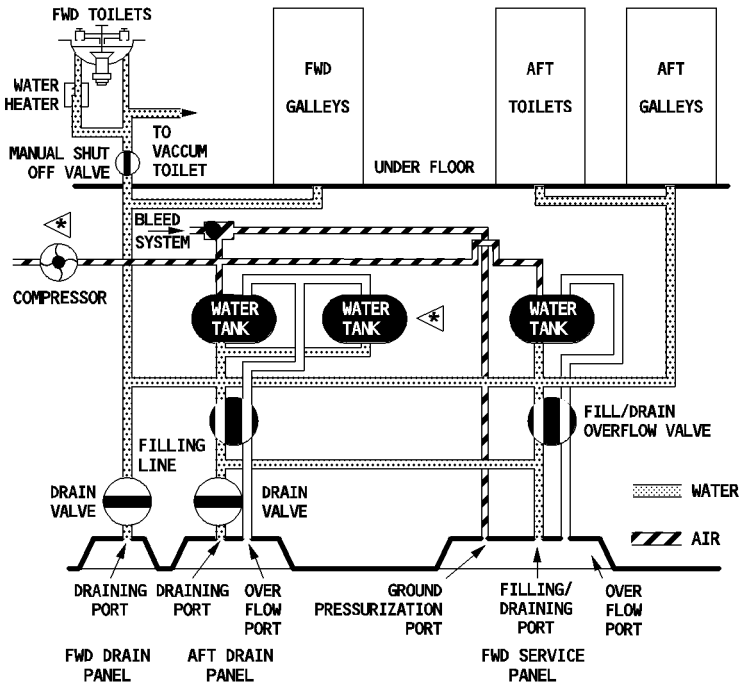 FWD TOILETS
WATER
HEATER
MANUAL SHUT
OFF VALVE
TO
VACCUM
TOILET
FWD
GALLEYS
AFT
TOILETS
AFT
GALLEYS
UNDER FLOOR
*
COMPRESSOR
BLEED
SYSTEM
WATER
TANK
WATER
TANK
*
WATER
TANK
FILL/DRAIN
OVERFLOW VALVE
FILLING
LINE
DRAIN
VALVE
DRAIN
VALVE
WATER
AIR
DRAINING
PORT
DRAINING
PORT
OVER
FLOW
PORT
GROUND
PRESSURIZATION
PORT
FILLING/
DRAINING
PORT
OVER
FLOW
PORT
FWD DRAIN
PANEL
AFT DRAIN
PANEL
FWD SERVICE
PANEL